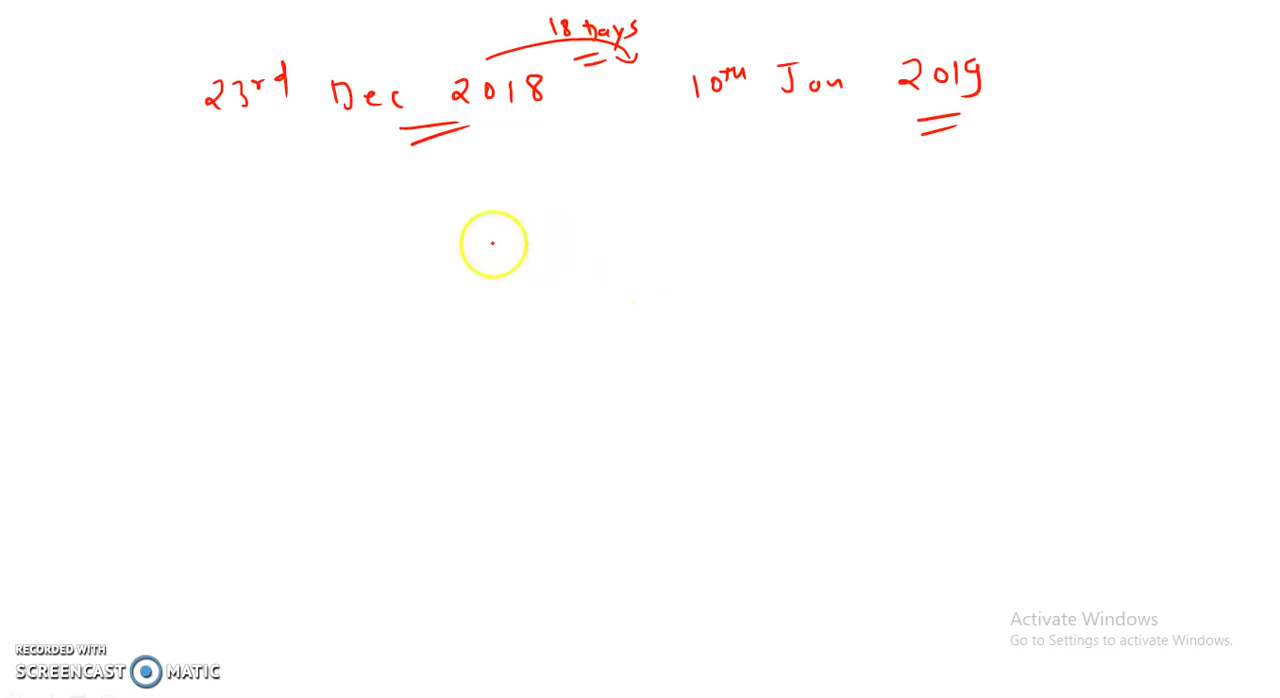 18 Days
23rd Dec 2018 10th Jan 2019
Activate Windows
Go to Settings to activate Windows.
RECORDED WITH
SCREENCAST MATIC